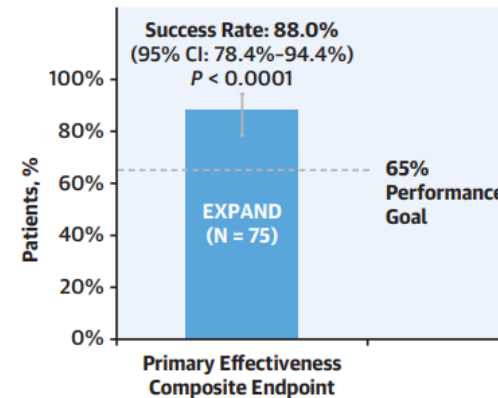 Success Rate: 88.0%
(95% CI: 78.4%–94.4%)
P < 0.0001
100%
80%
60%
40%
20%
0%
Patients, %
65%
Performance
Goal
EXPAND
(N = 75)
Primary Effectiveness
Composite Endpoint